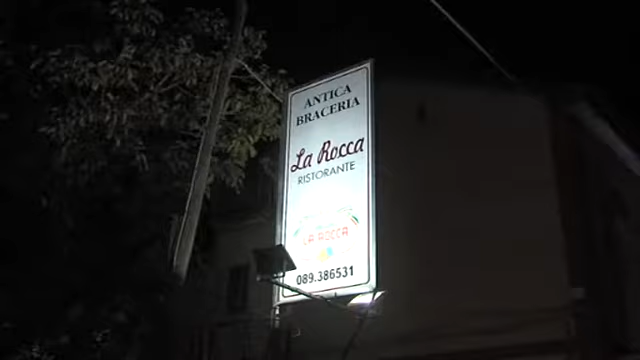 ANTICA
BRACERIA
La Rocca
RISTORANTE
LA ROCCA
089.386531